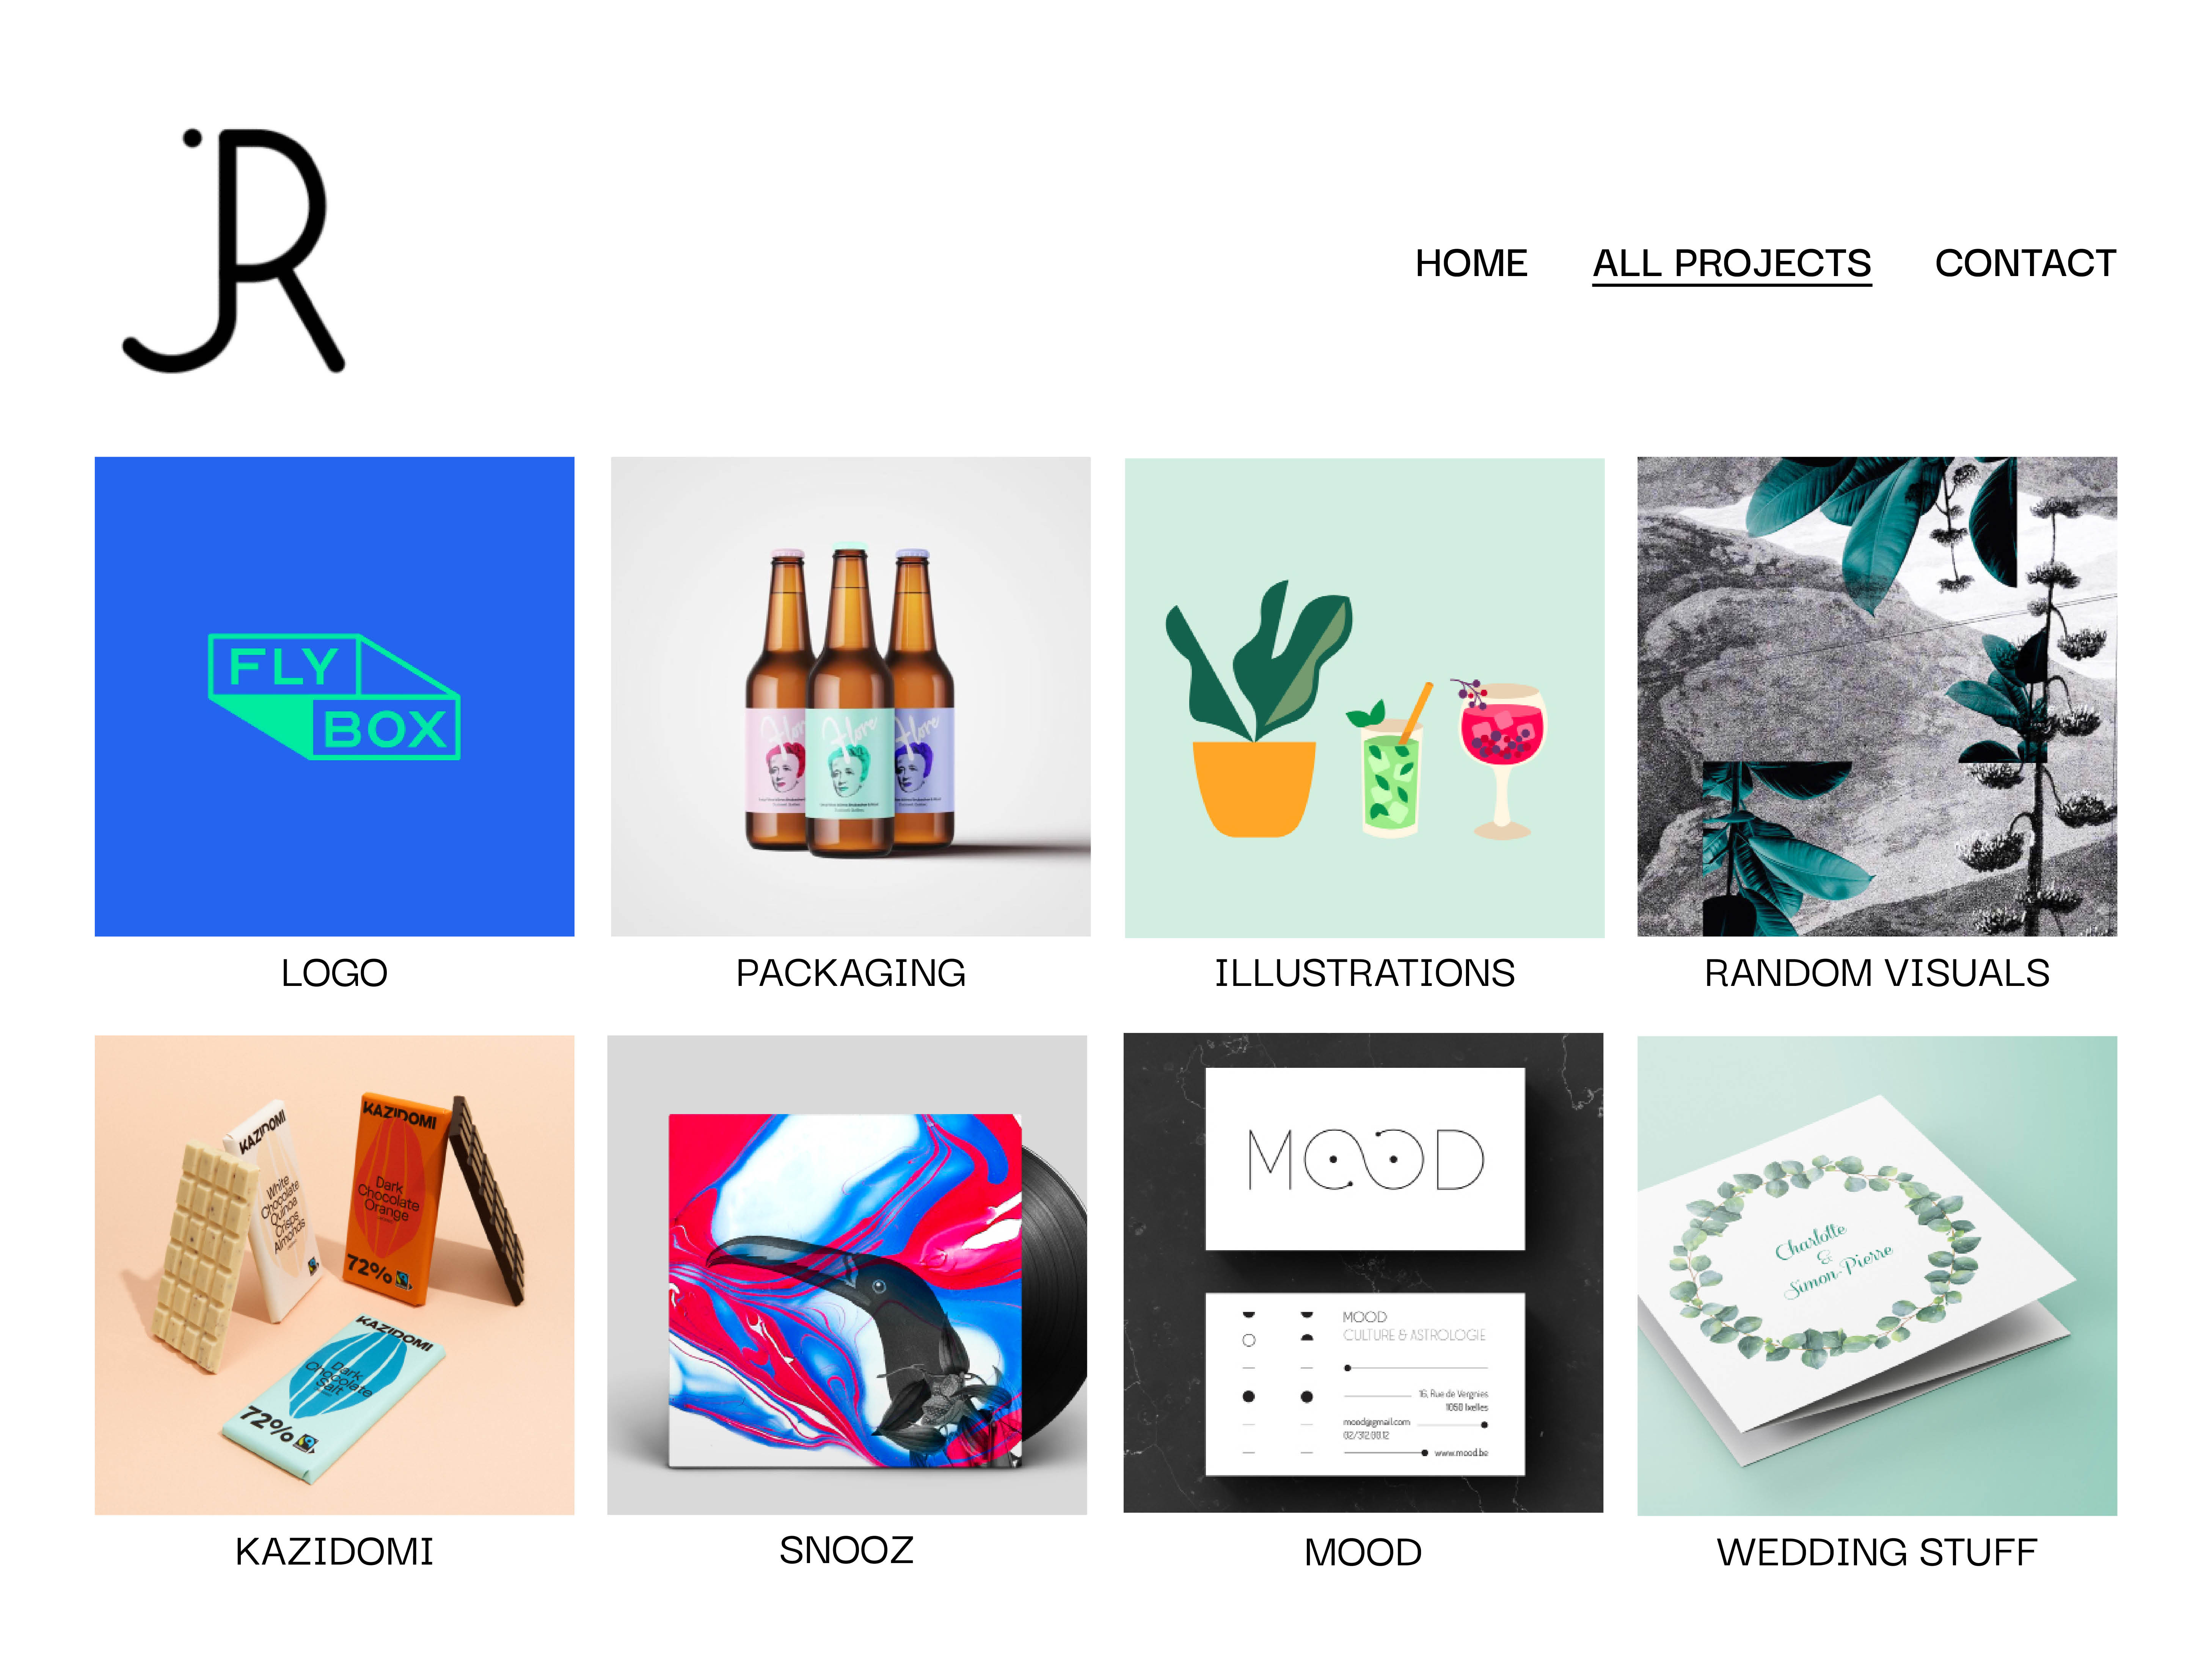 JR
HOME ALL PROJECTS CONTACT
FLY
BOX
Flore
Flore
Flore
LOGO
PACKAGING
ILLUSTRATIONS
RANDOM VISUALS
KAZIDOMI
White
Chocolate
Quinoa
Crisps
Almonds
KAZIDOMI
Dark
Chocolate
Orange
72%
KAZIDOMI
Dark
Chocolate
Salt
72%
MOOD
MOOD
CULTURE & ASTROLOGIE
16, Rue de Vergnies
1050 Ixelles
mood@gmail.com
02/312.00.12
www.mood.be
Charlotte
&
Simon-Pierre
KAZIDOMI
SNOOZ
MOOD
WEDDING STUFF